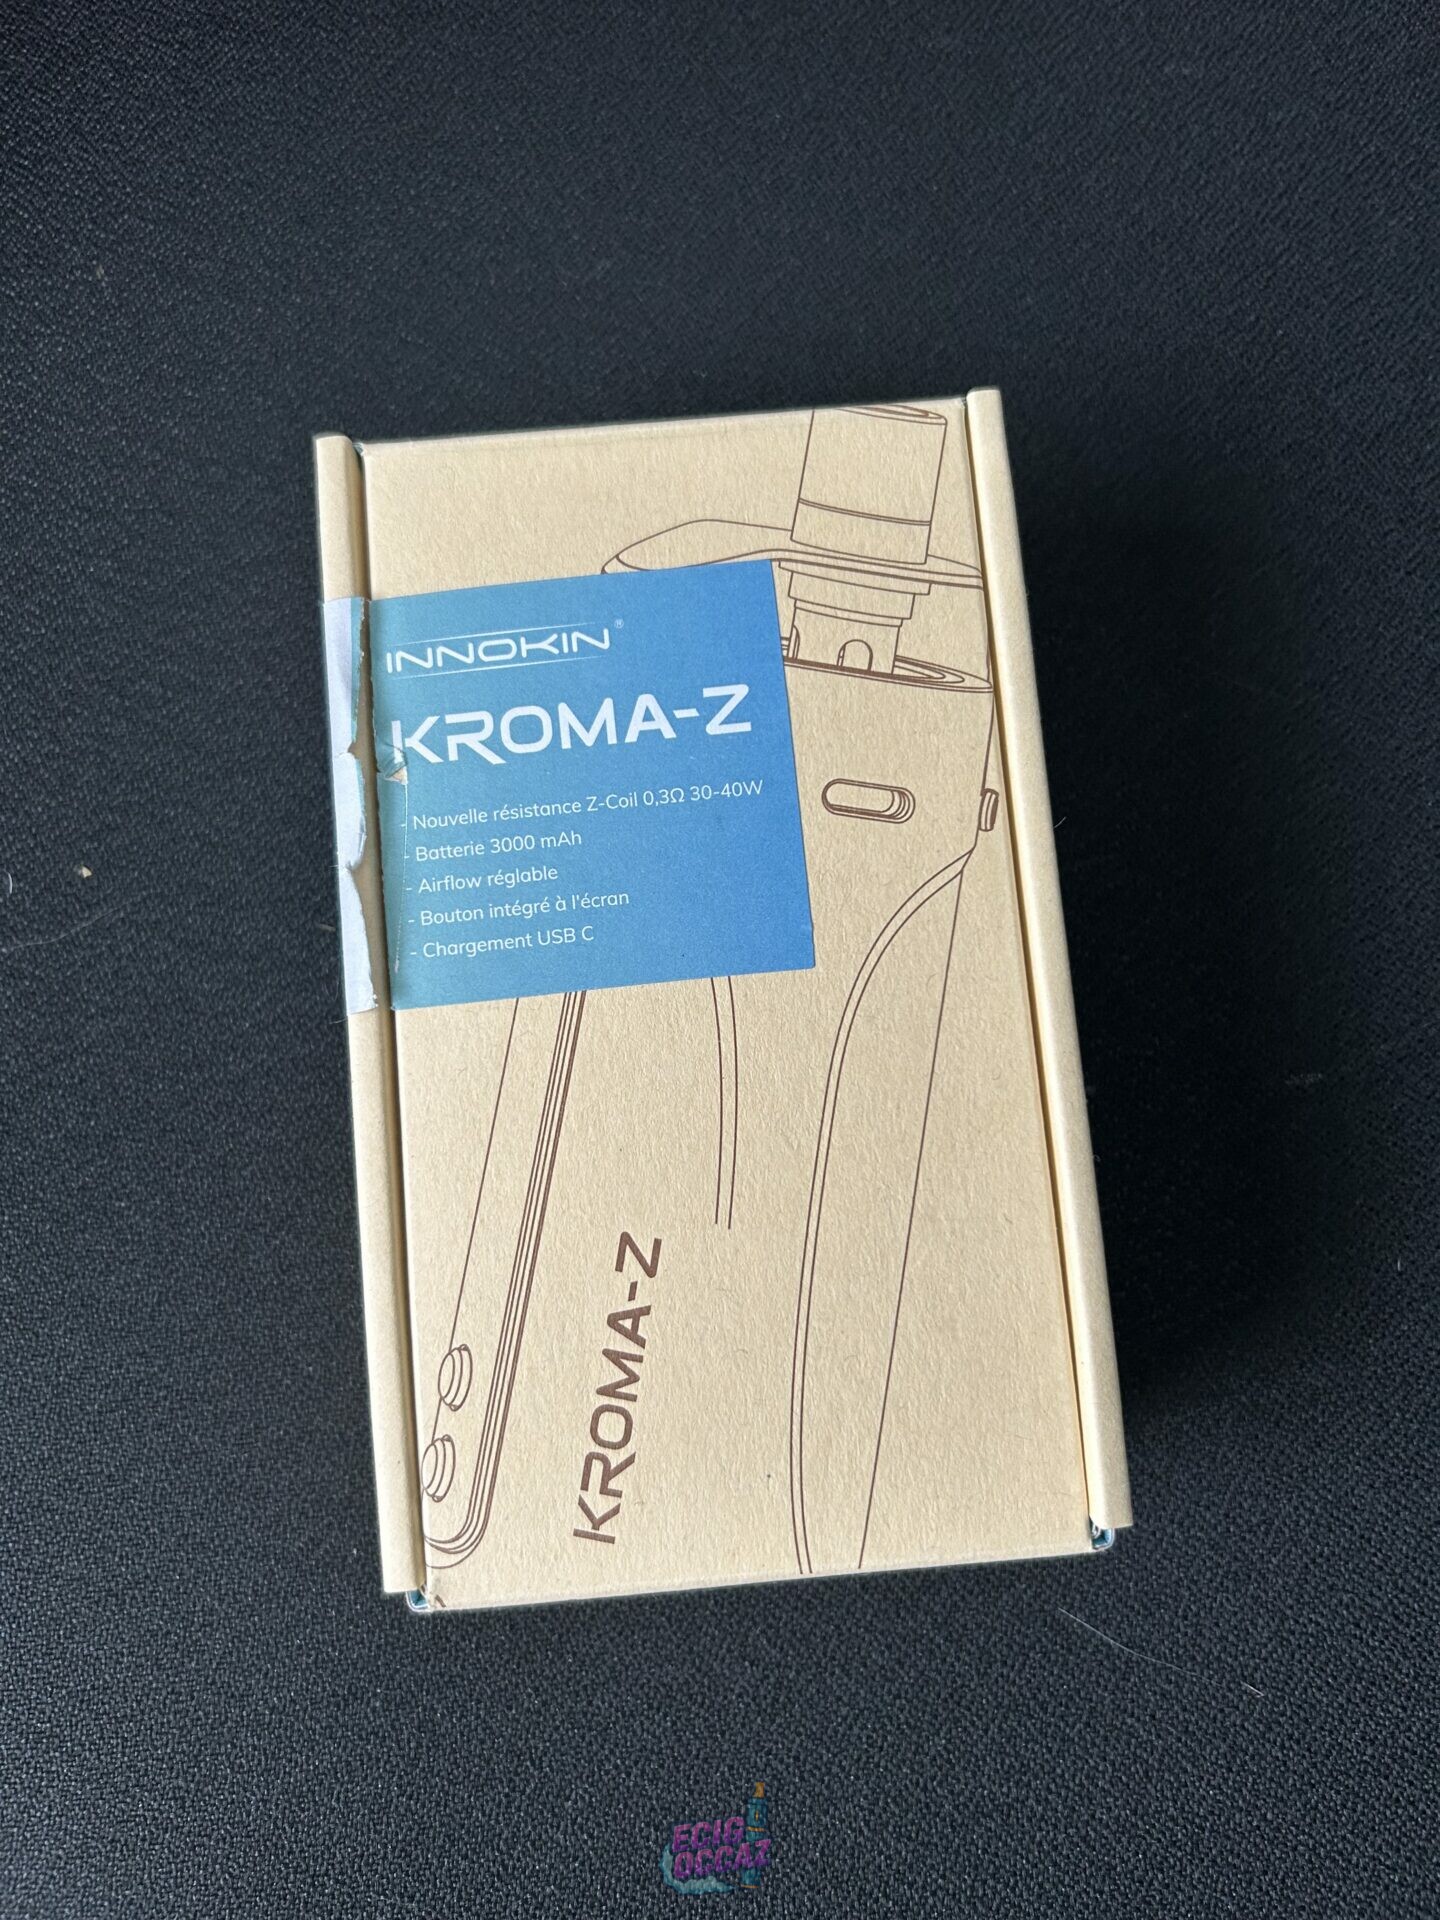 INNOKIN®
KROMA-Z
- Nouvelle résistance Z-Coil 0,3Ω 30-40W
- Batterie 3000 mAh
- Airflow réglable
- Bouton intégré à l'écran
- Chargement USB C
KROMA-Z
ECIG
OCCAZ